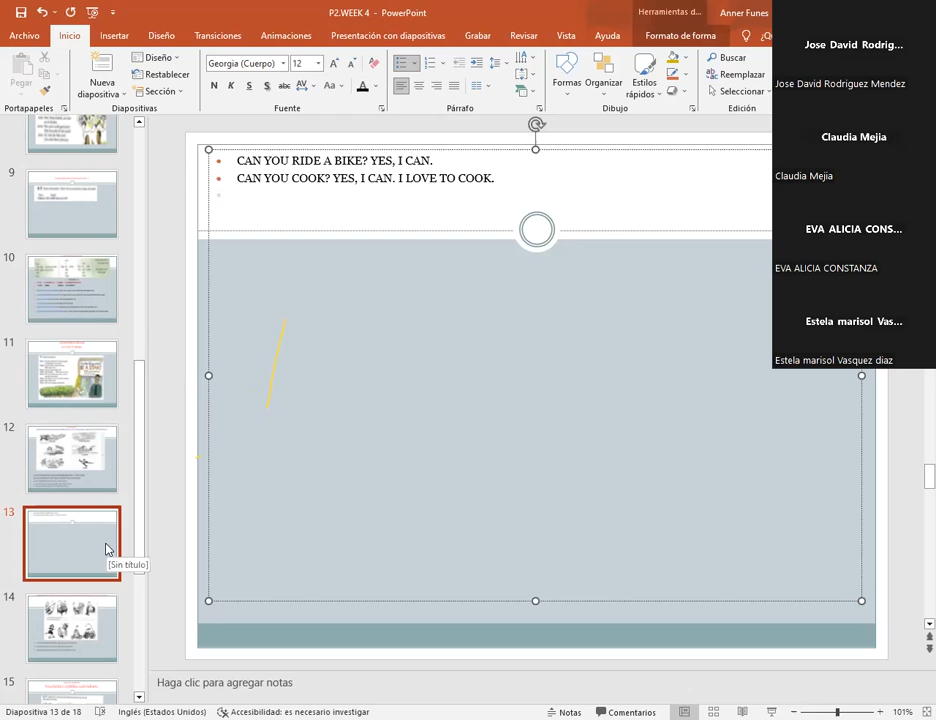 P2.WEEK 4 - PowerPoint
Herramientas d...
Anner Funes
Archivo
Inicio
Insertar
Diseño
Transiciones
Animaciones
Presentación con diapositivas
Grabar
Revisar
Vista
Ayuda
Formato de forma
Pegar
Nueva diapositiva
Diseño
Restablecer
Sección
Georgia (Cuerpo)
12
N K S S abc AV Aa A
Formas
Organizar
Estilos rápidos
Buscar
Reemplazar
Seleccionar
Portapapeles
Diapositivas
Fuente
Párrafo
Dibujo
Edición
Jose David Rodrig...
Jose David Rodriguez Mendez
Claudia Mejia
Claudia Mejia
EVA ALICIA CONS...
EVA ALICIA CONSTANZA
Estela marisol Vas...
Estela marisol Vasquez diaz
CAN YOU RIDE A BIKE? YES, I CAN.
CAN YOU COOK? YES, I CAN. I LOVE TO COOK.
9
10
11
12
13
[Sin título]
14
15
Haga clic para agregar notas
Diapositiva 13 de 18
Inglés (Estados Unidos)
Accesibilidad: es necesario investigar
Notas
Comentarios
101%